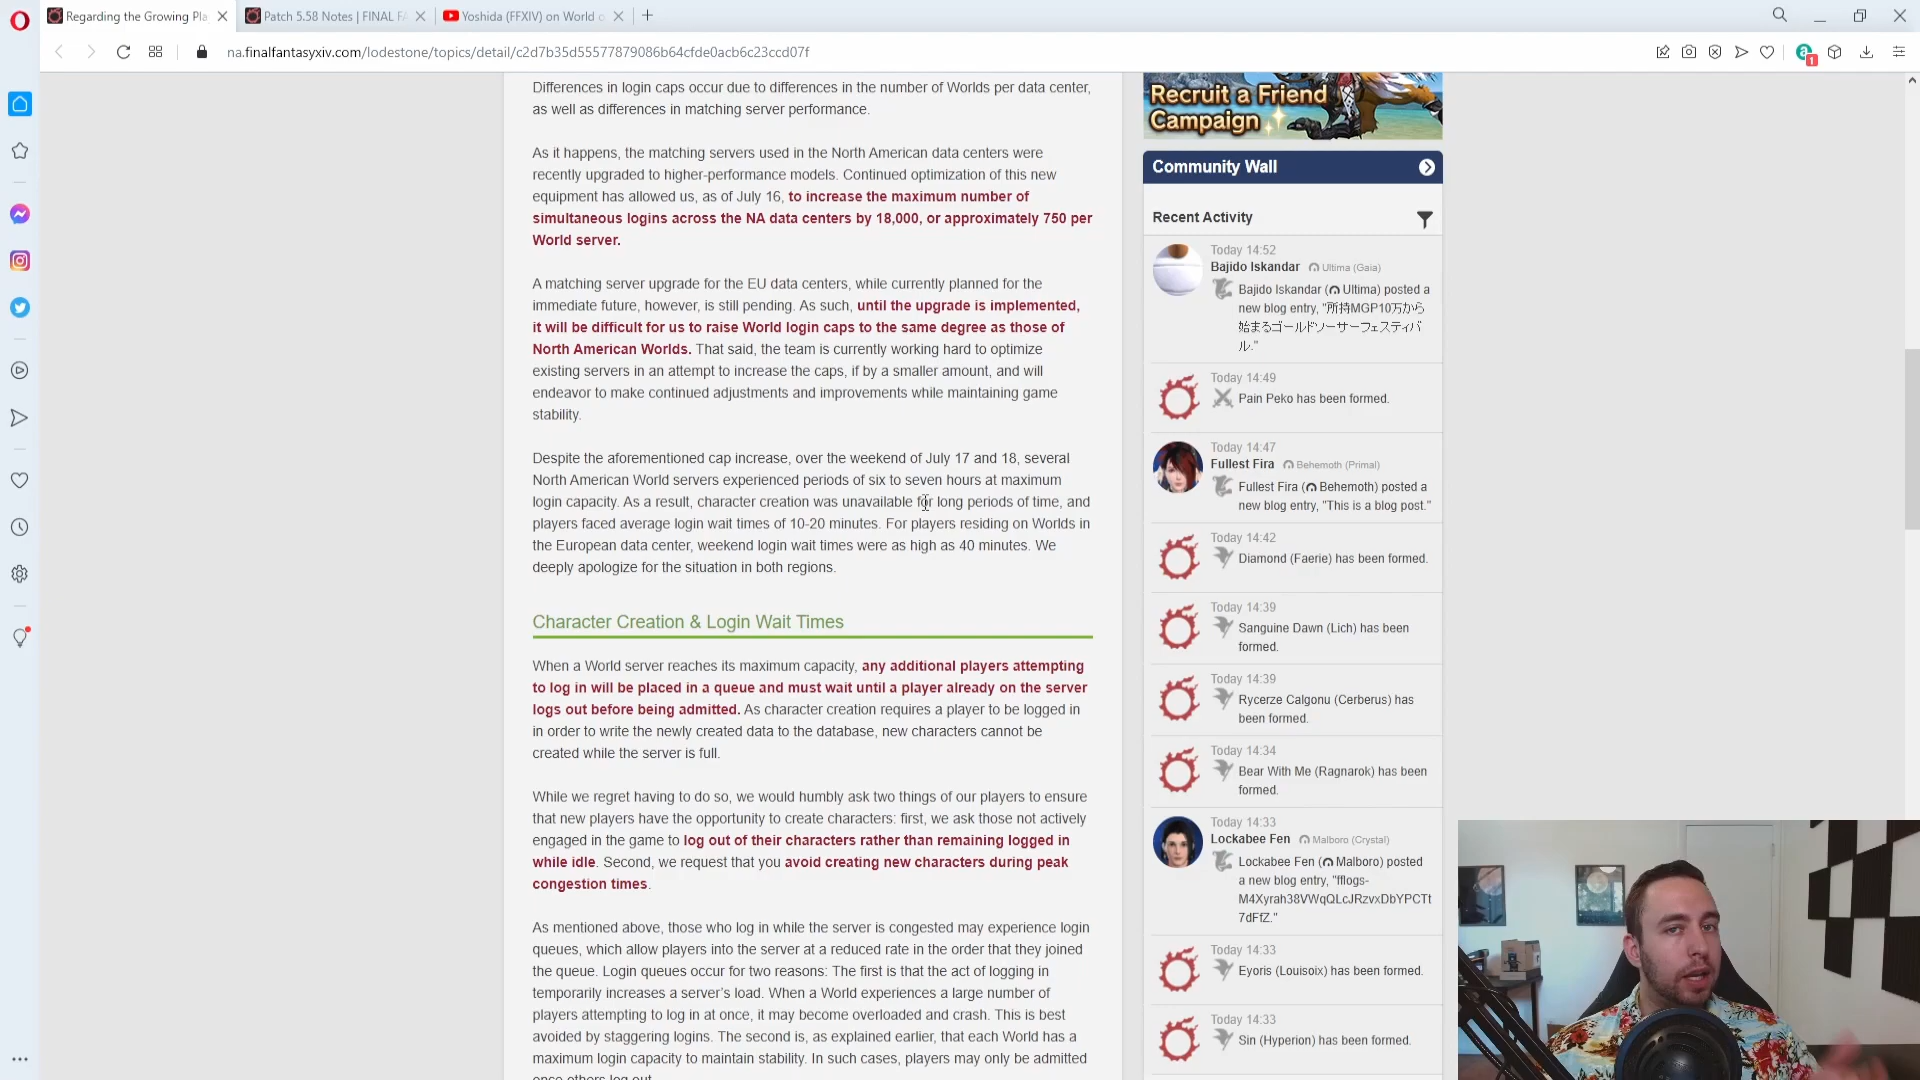 Regarding the Growing Pla
Patch 5.58 Notes | FINAL FA
Yoshida (FFXIV) on World o
na.finalfantasyxiv.com/lodestone/topics/detail/c2d7b35d55577879086b64cfde0acb6c23ccd07f
1
Differences in login caps occur due to differences in the number of Worlds per data center,
as well as differences in matching server performance.
As it happens, the matching servers used in the North American data centers were
recently upgraded to higher-performance models. Continued optimization of this new
equipment has allowed us, as of July 16, to increase the maximum number of
simultaneous logins across the NA data centers by 18,000, or approximately 750 per
World server.
A matching server upgrade for the EU data centers, while currently planned for the
immediate future, however, is still pending. As such, until the upgrade is implemented,
it will be difficult for us to raise World login caps to the same degree as those of
North American Worlds. That said, the team is currently working hard to optimize
existing servers in an attempt to increase the caps, if by a smaller amount, and will
endeavor to make continued adjustments and improvements while maintaining game
stability.
Despite the aforementioned cap increase, over the weekend of July 17 and 18, several
North American World servers experienced periods of six to seven hours at maximum
login capacity. As a result, character creation was unavailable for long periods of time, and
players faced average login wait times of 10-20 minutes. For players residing on Worlds in
the European data center, weekend login wait times were as high as 40 minutes. We
deeply apologize for the situation in both regions.
Character Creation & Login Wait Times
When a World server reaches its maximum capacity, any additional players attempting
to log in will be placed in a queue and must wait until a player already on the server
logs out before being admitted. As character creation requires a player to be logged in
in order to write the newly created data to the database, new characters cannot be
created while the server is full.
While we regret having to do so, we would humbly ask two things of our players to ensure
that new players have the opportunity to create characters: first, we ask those not actively
engaged in the game to log out of their characters rather than remaining logged in
while idle. Second, we request that you avoid creating new characters during peak
congestion times.
As mentioned above, those who log in while the server is congested may experience login
queues, which allow players into the server at a reduced rate in the order that they joined
the queue. Login queues occur for two reasons: The first is that the act of logging in
temporarily increases a server's load. When a World experiences a large number of
players attempting to log in at once, it may become overloaded and crash. This is best
avoided by staggering logins. The second is, as explained earlier, that each World has a
maximum login capacity to maintain stability. In such cases, players may only be admitted
once others log out.
Recruit a Friend
Campaign
Community Wall
Recent Activity
Today 14:52
Bajido Iskandar Ultima (Gaia)
Bajido Iskandar (Ultima) posted a
new blog entry, "所持MGP10万から
始まるゴールドソーサーフェスティバ
ル."
Today 14:49
Pain Peko has been formed.
Today 14:47
Fullest Fira Behemoth (Primal)
Fullest Fira (Behemoth) posted a
new blog entry, "This is a blog post."
Today 14:42
Diamond (Faerie) has been formed.
Today 14:39
Sanguine Dawn (Lich) has been
formed.
Today 14:39
Rycerze Calgonu (Cerberus) has
been formed.
Today 14:34
Bear With Me (Ragnarok) has been
formed.
Today 14:33
Lockabee Fen Malboro (Crystal)
Lockabee Fen (Malboro) posted
a new blog entry, "fflogs-
M4Xyrah38VWqQLcJRzvxDbYPCTt
7dFfZ."
Today 14:33
Eyoris (Louisoix) has been formed.
Today 14:33
Sin (Hyperion) has been formed.